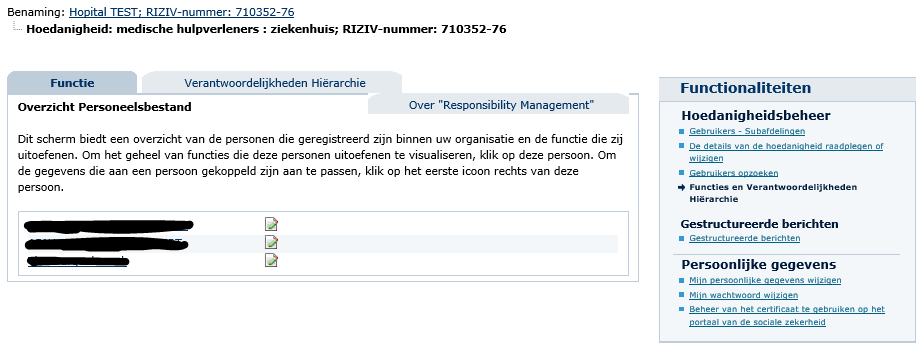 Benaming: Hopital TEST; RIZIV-nummer: 710352-76
Hoedanigheid: medische hulpverleners : ziekenhuis; RIZIV-nummer: 710352-76
Functie
Verantwoordelijkheden Hiërarchie
Over "Responsibility Management"
Overzicht Personeelsbestand
Dit scherm biedt een overzicht van de personen die geregistreerd zijn binnen uw organisatie en de functie die zij
uitoefenen. Om het geheel van functies die deze personen uitoefenen te visualiseren, klik op deze persoon. Om
de gegevens die aan een persoon gekoppeld zijn aan te passen, klik op het eerste icoon rechts van deze
persoon.
Functionaliteiten
Hoedanigheidsbeheer
Gebruikers - Subafdelingen
De details van de hoedanigheid raadplegen of
wijzigen
Gebruikers opzoeken
Functies en Verantwoordelijkheden
Hiërarchie
Gestructureerde berichten
Gestructureerde berichten
Persoonlijke gegevens
Mijn persoonlijke gegevens wijzigen
Mijn wachtwoord wijzigen
Beheer van het certificaat te gebruiken op het
portaal van de sociale zekerheid